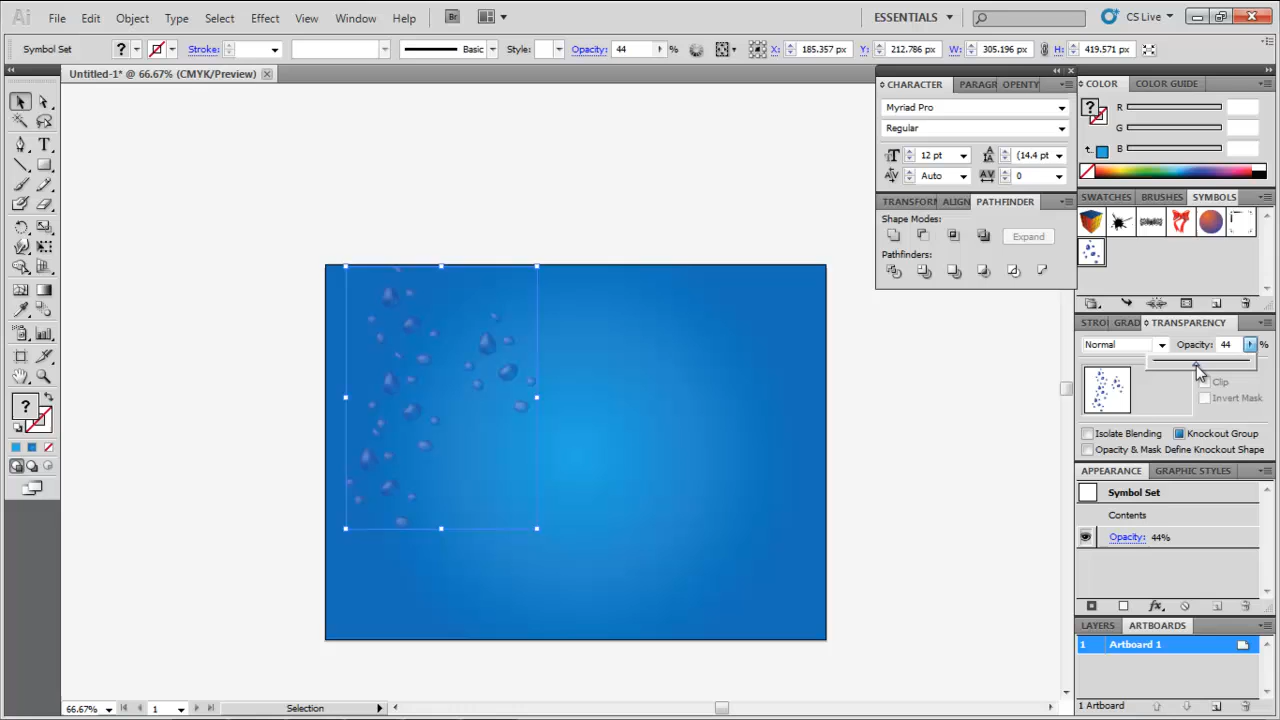 Ai File Edit Object Type Select Effect View Window Help Br ESSENTIALS CS Live
Symbol Set ? Stroke: Basic Style: Opacity: 44 % X: 185.357 px Y: 212.786 px W: 305.196 px H: 419.571 px
Untitled-1* @ 66.67% (CMYK/Preview)
CHARACTER PARAGR OPENTY
Myriad Pro
Regular
12 pt (14.4 pt
Auto 0
TRANSFORM ALIGN PATHFINDER
Shape Modes:
Expand
Pathfinders:
COLOR COLOR GUIDE
? R
G
B
SWATCHES BRUSHES SYMBOLS
STRO GRAD TRANSPARENCY
Normal Opacity: 44 %
Clip
Invert Mask
Isolate Blending Knockout Group
Opacity & Mask Define Knockout Shape
APPEARANCE GRAPHIC STYLES
Symbol Set
Contents
Opacity: 44%
LAYERS ARTBOARDS
1 Artboard 1
1 Artboard
?
66.67% 1 Selection